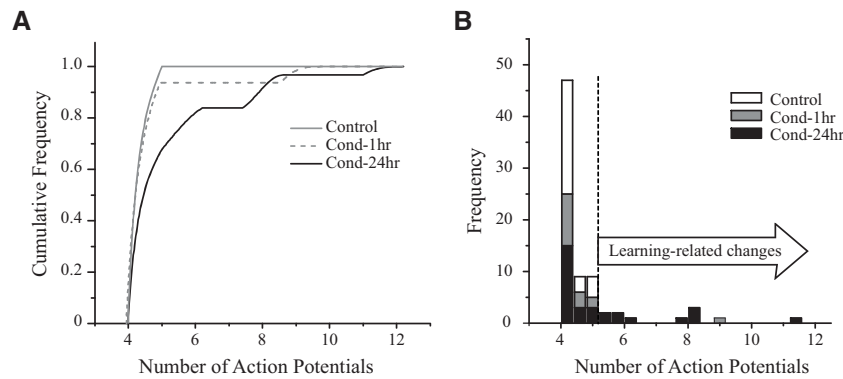 A
1.0
0.8
0.6
0.4
0.2
0
Cumulative Frequency
Control
Cond-1hr
Cond-24hr
4 6 8 10 12
Number of Action Potentials
B
50
40
30
20
10
0
Frequency
Control
Cond-1hr
Cond-24hr
Learning-related changes
4 6 8 10 12
Number of Action Potentials